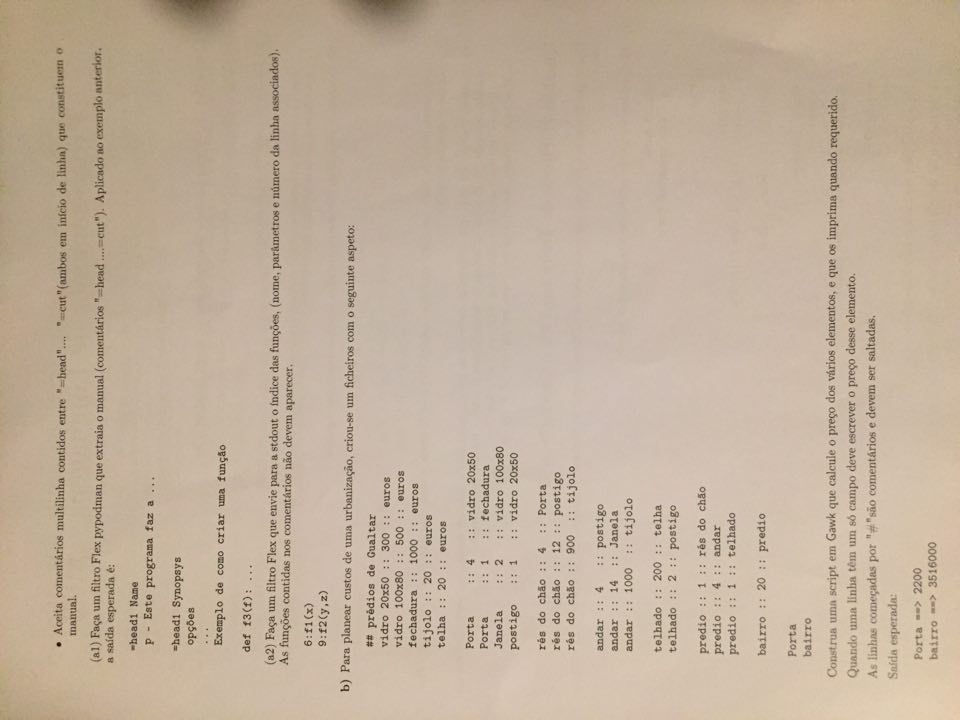 • Aceita comentários multilinha contidos entre "=head".... "=cut"(ambos em início de linha) que constituem o
manual.
(a1) Faça um filtro Flex pypodman que extraia o manual (comentários "=head ....=cut"). Aplicado ao exemplo anterior,
a saída esperada é:
=head1 Name
p - Este programa faz a ...
=head1 Synopsys
opções
...
Exemplo de como criar uma função
def f3(f): ...
(a2) Faça um filtro Flex que envie para a stdout o índice das funções, (nome, parâmetros e número da linha associados).
As funções contidas nos comentários não devem aparecer.
6:f1(x)
9:f2(y,z)
b) Para planear custos de uma urbanização, criou-se um ficheiros com o seguinte aspeto:
## prédios de Gualtar
vidro 20x50 :: 300 :: euros
vidro 100x80 :: 500 :: euros
fechadura :: 1000 :: euros
tijolo :: 20 :: euros
telha :: 20 :: euros
Porta :: 4 :: vidro 20x50
Porta :: 1 :: fechadura
Janela :: 2 :: vidro 100x80
postigo :: 1 :: vidro 20x50
rés do chão :: 4 :: Porta
rés do chão :: 12 :: postigo
rés do chão :: 900 :: tijolo
andar :: 4 :: postigo
andar :: 14 :: Janela
andar :: 1000 :: tijolo
telhado :: 200 :: telha
telhado :: 2 :: postigo
predio :: 1 :: rés do chão
predio :: 4 :: andar
predio :: 1 :: telhado
bairro :: 20 :: predio
Porta
bairro
Construa uma script em Gawk que calcule o preço dos vários elementos, e que os imprima quando requerido.
Quando uma linha têm um só campo deve escrever o preço desse elemento.
As linhas começadas por "#"são comentários e devem ser saltadas.
Saída esperada:
Porta ==> 2200
bairro ==> 3516000